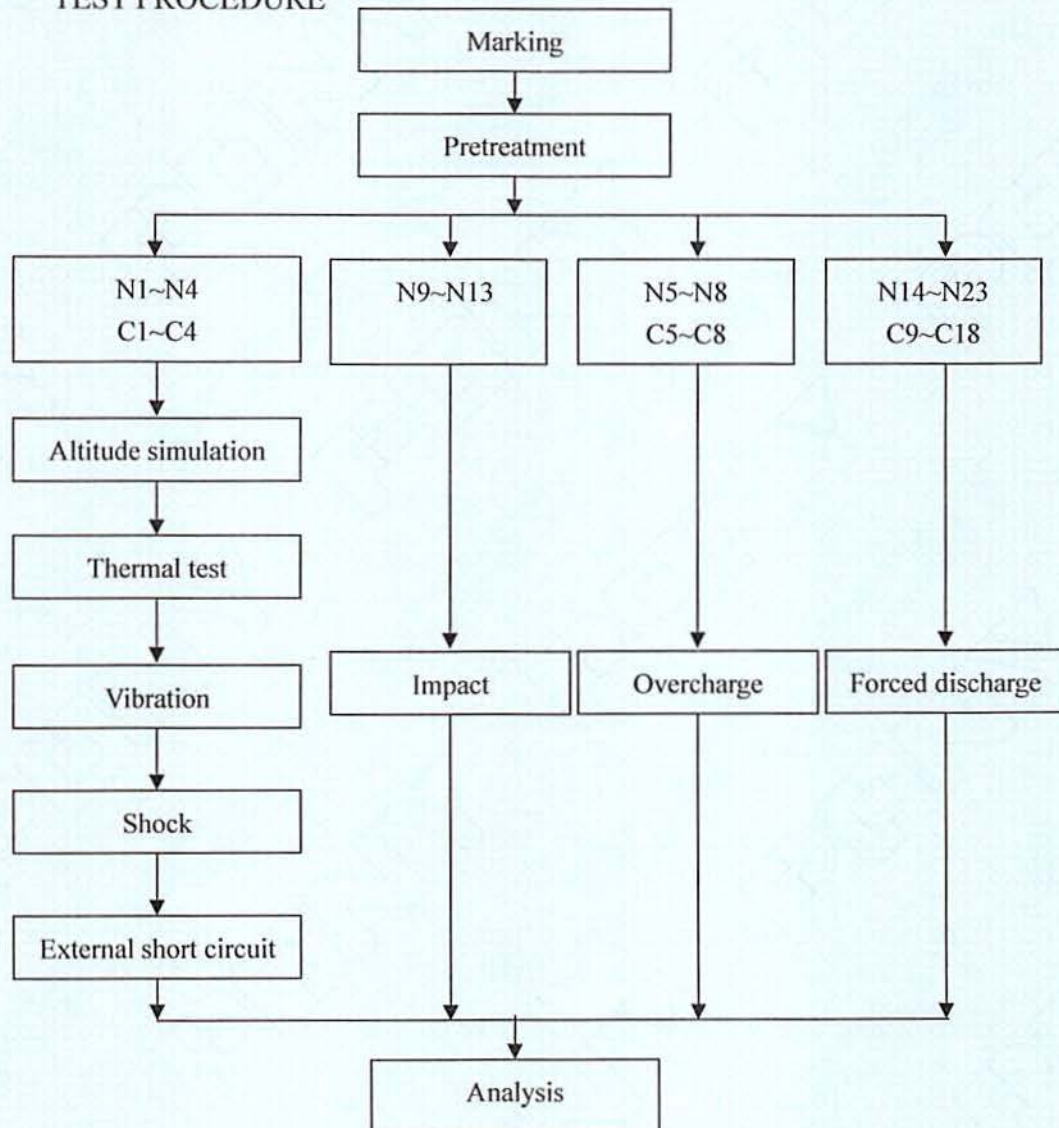 TEST PROCEDURE
Marking
Pretreatment
N1~N4
C1~C4
N9~N13
N5~N8
C5~C8
N14~N23
C9~C18
Altitude simulation
Thermal test
Vibration
Impact
Overcharge
Forced discharge
Shock
External short circuit
Analysis